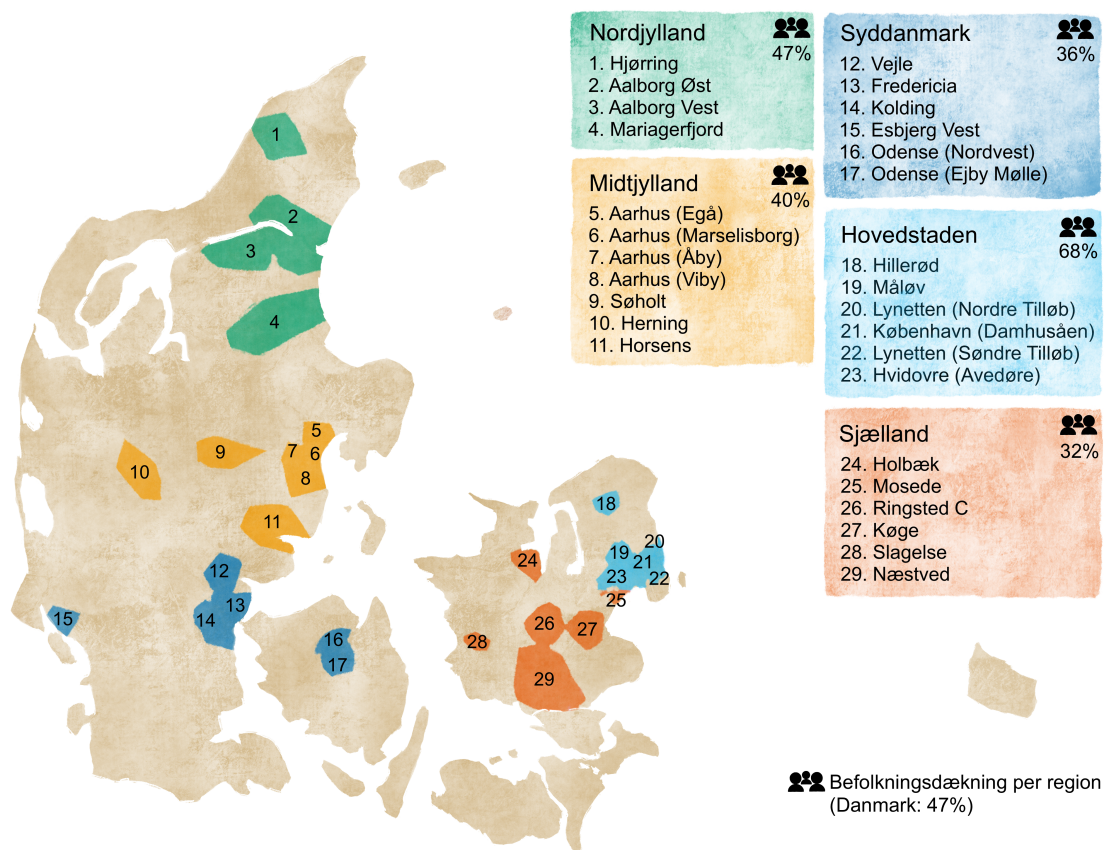 Nordjylland
47%
1. Hjørring
2. Aalborg Øst
3. Aalborg Vest
4. Mariagerfjord
Midtjylland
40%
5. Aarhus (Egå)
6. Aarhus (Marselisborg)
7. Aarhus (Åby)
8. Aarhus (Viby)
9. Søholt
10. Herning
11. Horsens
Syddanmark
36%
12. Vejle
13. Fredericia
14. Kolding
15. Esbjerg Vest
16. Odense (Nordvest)
17. Odense (Ejby Mølle)
Hovedstaden
68%
18. Hillerød
19. Måløv
20. Lynetten (Nordre Tilløb)
21. København (Damhusåen)
22. Lynetten (Søndre Tilløb)
23. Hvidovre (Avedøre)
Sjælland
32%
24. Holbæk
25. Mosede
26. Ringsted C
27. Køge
28. Slagelse
29. Næstved
1
2
3
4
5
6
7
8
9
10
11
12
13
14
15
16
17
18
19
20
21
22
23
24
25
26
27
28
29
Befolkningsdækning per region
(Danmark: 47%)